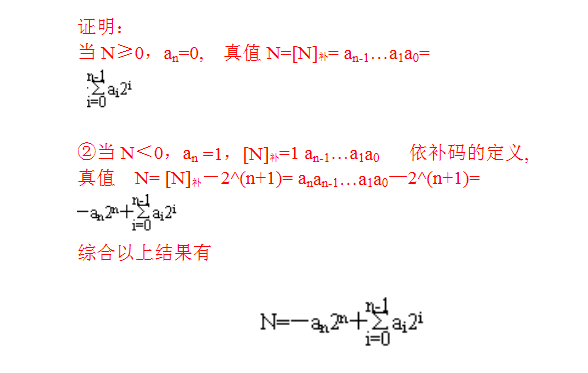 证明：
当 N≥0，aₙ=0, 真值 N=[N]补= aₙ₋₁…a₁a₀=
∑_{i=0}^{n-1} aᵢ2ⁱ
②当 N＜0，aₙ =1，[N]补=1 aₙ₋₁…a₁a₀ 依补码的定义,
真值 N= [N]补－2^(n+1)= aₙaₙ₋₁…a₁a₀—2^(n+1)=
－aₙ2ⁿ＋∑_{i=0}^{n-1} aᵢ2ⁱ
综合以上结果有
N=－aₙ2ⁿ＋∑_{i=0}^{n-1} aᵢ2ⁱ